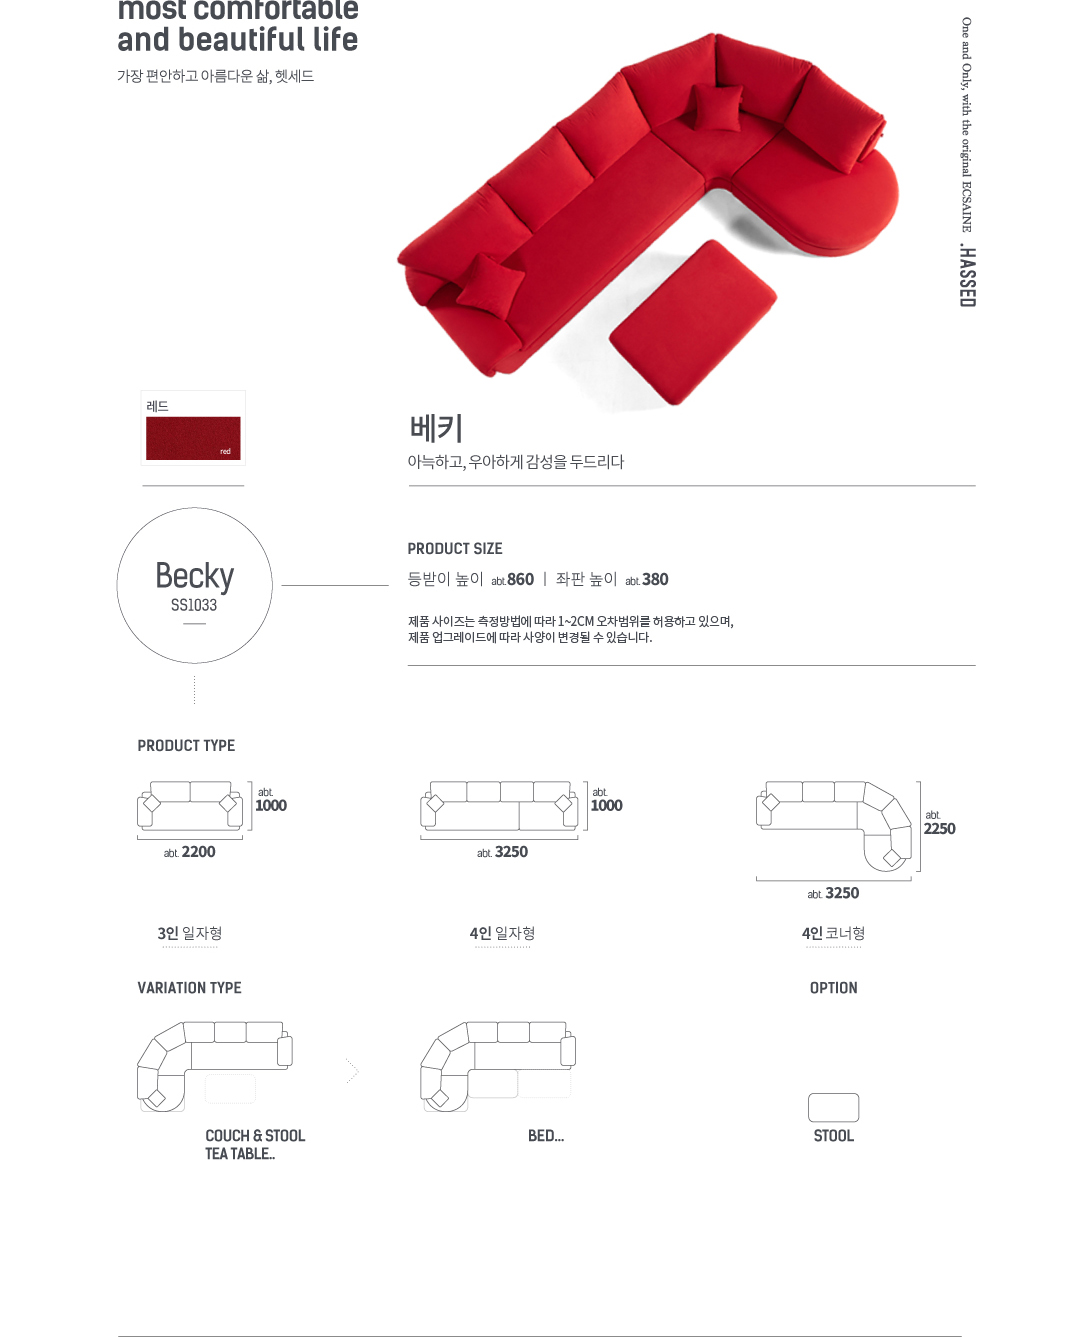 most comfortable
and beautiful life
가장 편안하고 아름다운 삶, 헷세드
One and Only, with the original ECSAINE .HASSED
레드
red
베키
아늑하고, 우아하게 감성을 두드리다
Becky
SS1033
PRODUCT SIZE
등받이 높이 abt.860 | 좌판 높이 abt.380
제품 사이즈는 측정방법에 따라 1~2CM 오차범위를 허용하고 있으며,
제품 업그레이드에 따라 사양이 변경될 수 있습니다.
PRODUCT TYPE
abt.
1000
abt. 2200
3인 일자형
abt.
1000
abt. 3250
4인 일자형
abt.
2250
abt. 3250
4인 코너형
VARIATION TYPE
OPTION
COUCH & STOOL
TEA TABLE..
BED...
STOOL